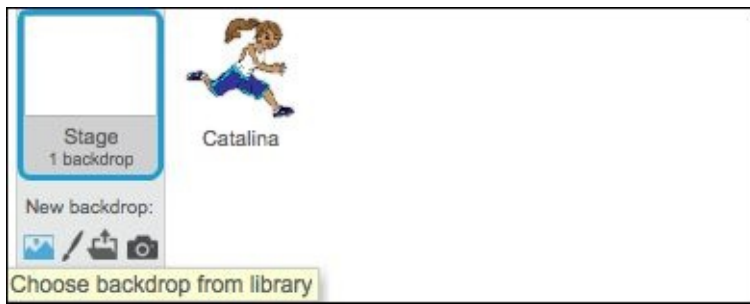 Stage
1 backdrop
Catalina
New backdrop:
Choose backdrop from library